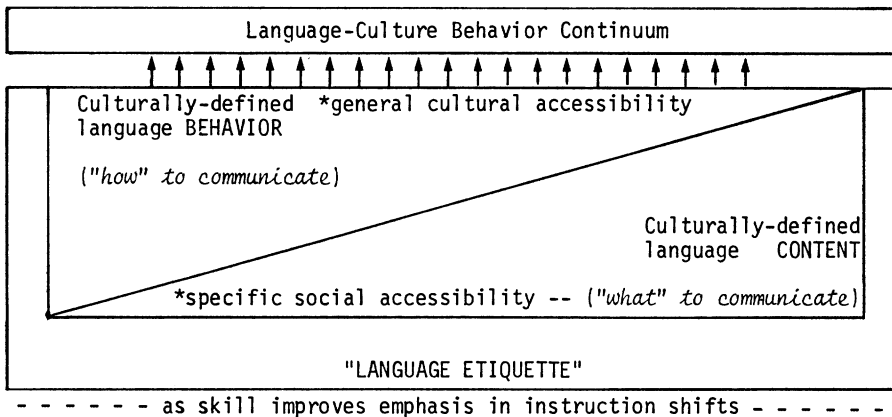 Language-Culture Behavior Continuum
Culturally-defined *general cultural accessibility
language BEHAVIOR
("how" to communicate)
Culturally-defined
language CONTENT
*specific social accessibility -- ("what" to communicate)
"LANGUAGE ETIQUETTE"
- - - - - - as skill improves emphasis in instruction shifts - - - - - -